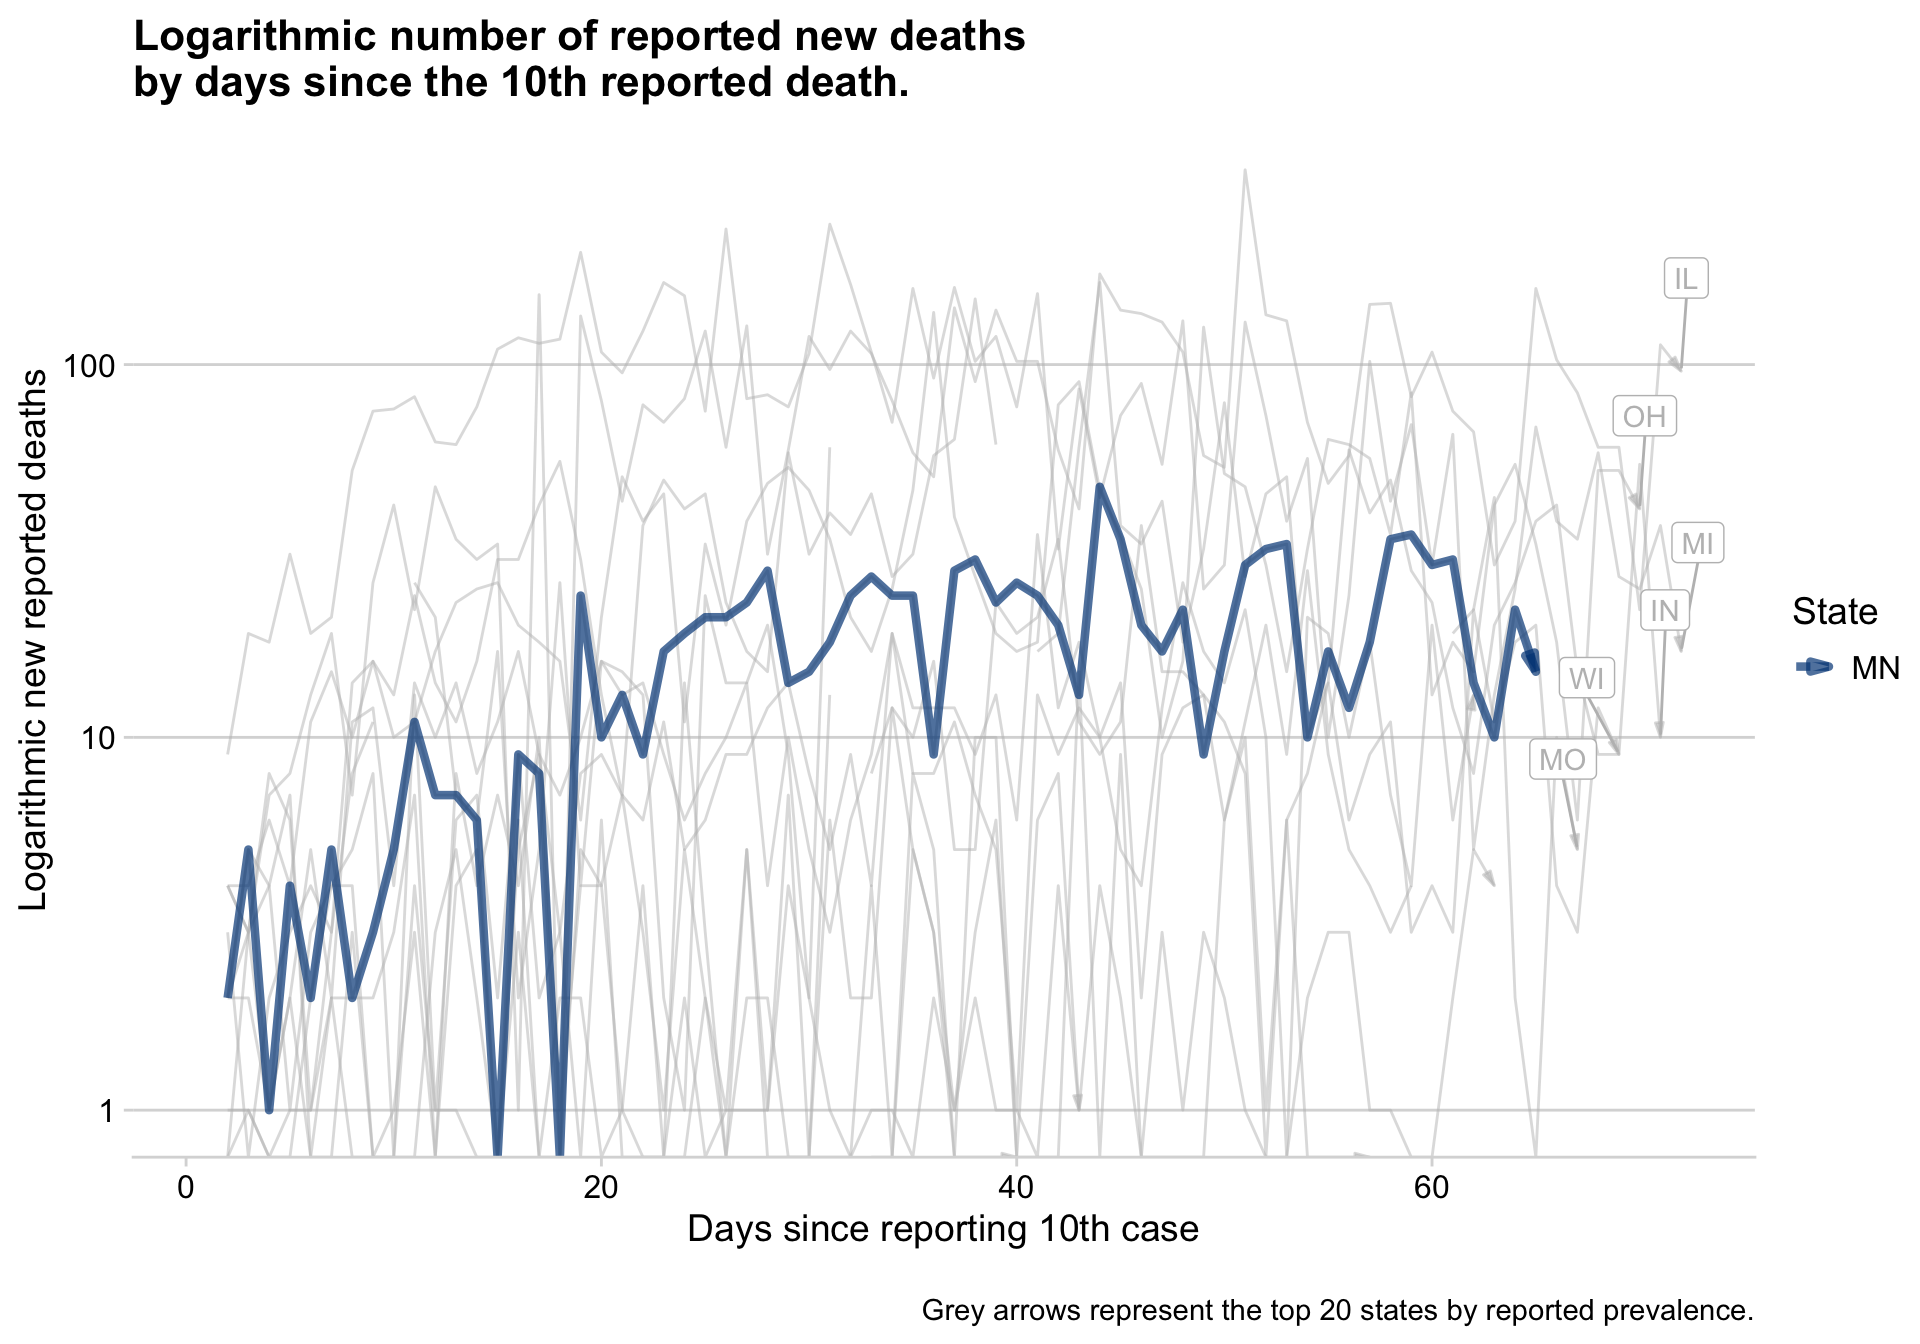 Logarithmic number of reported new deaths
by days since the 10th reported death.
Logarithmic new reported deaths
100
10
1
IL
OH
MI
IN
WI
MO
State
MN
0
20
40
60
Days since reporting 10th case
Grey arrows represent the top 20 states by reported prevalence.